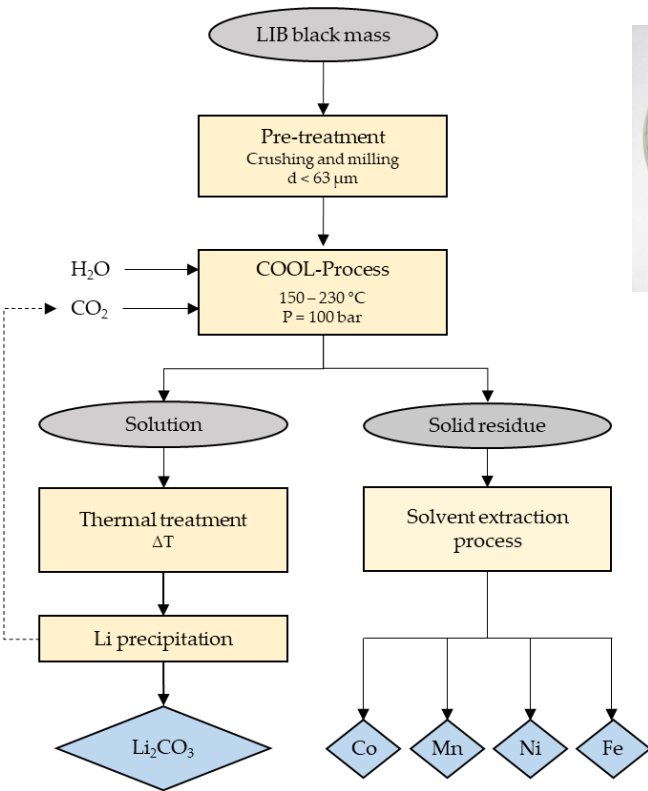 LIB black mass
Pre-treatment
Crushing and milling
d < 63 µm
H₂O
CO₂
COOL-Process
150 – 230 °C
P = 100 bar
Solution
Solid residue
Thermal treatment
ΔT
Solvent extraction
process
Li precipitation
Li₂CO₃
Co
Mn
Ni
Fe